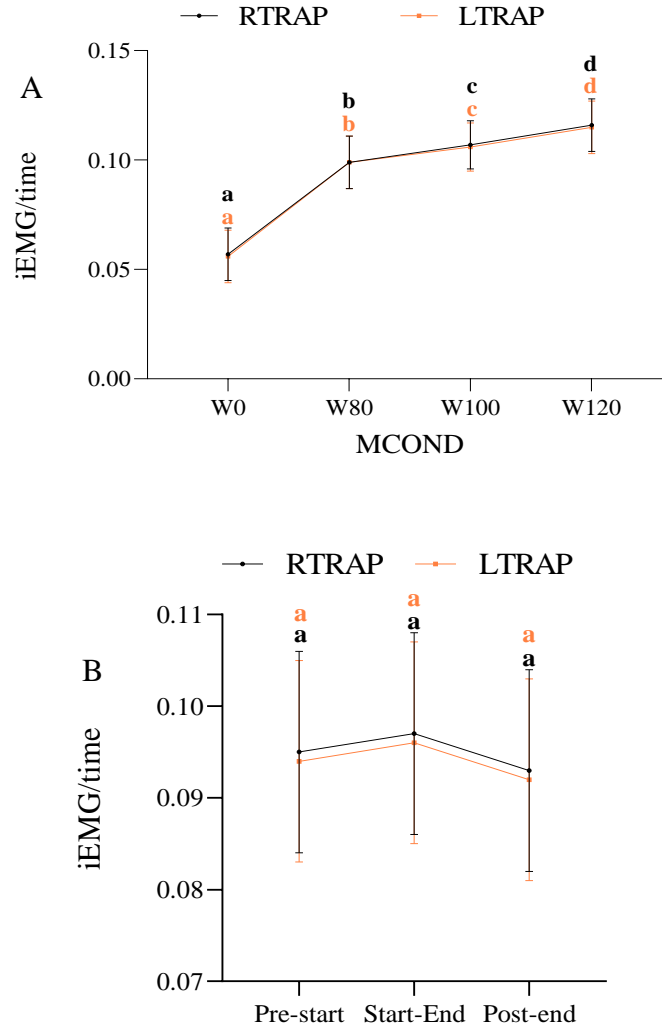 RTRAP LTRAP
A
iEMG/time
0.15
0.10
0.05
0.00
a
a
b
b
c
c
d
d
W0 W80 W100 W120
MCOND
RTRAP LTRAP
B
iEMG/time
0.11
0.10
0.09
0.08
0.07
a
a
a
a
a
a
Pre-start Start-End Post-end